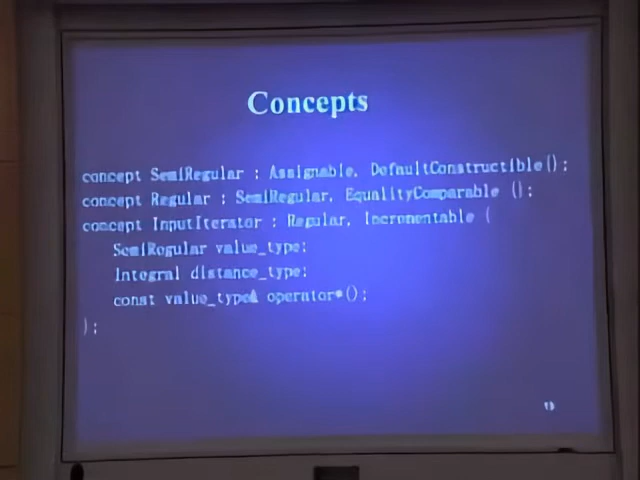 Concepts
concept SemiRegular : Assignable, DefaultConstructible{};
concept Regular : SemiRegular, EqualityComparable {};
concept InputIterator : Regular, Incrementable {
SemiRegular value_type;
Integral distance_type;
const value_type& operator*();
};